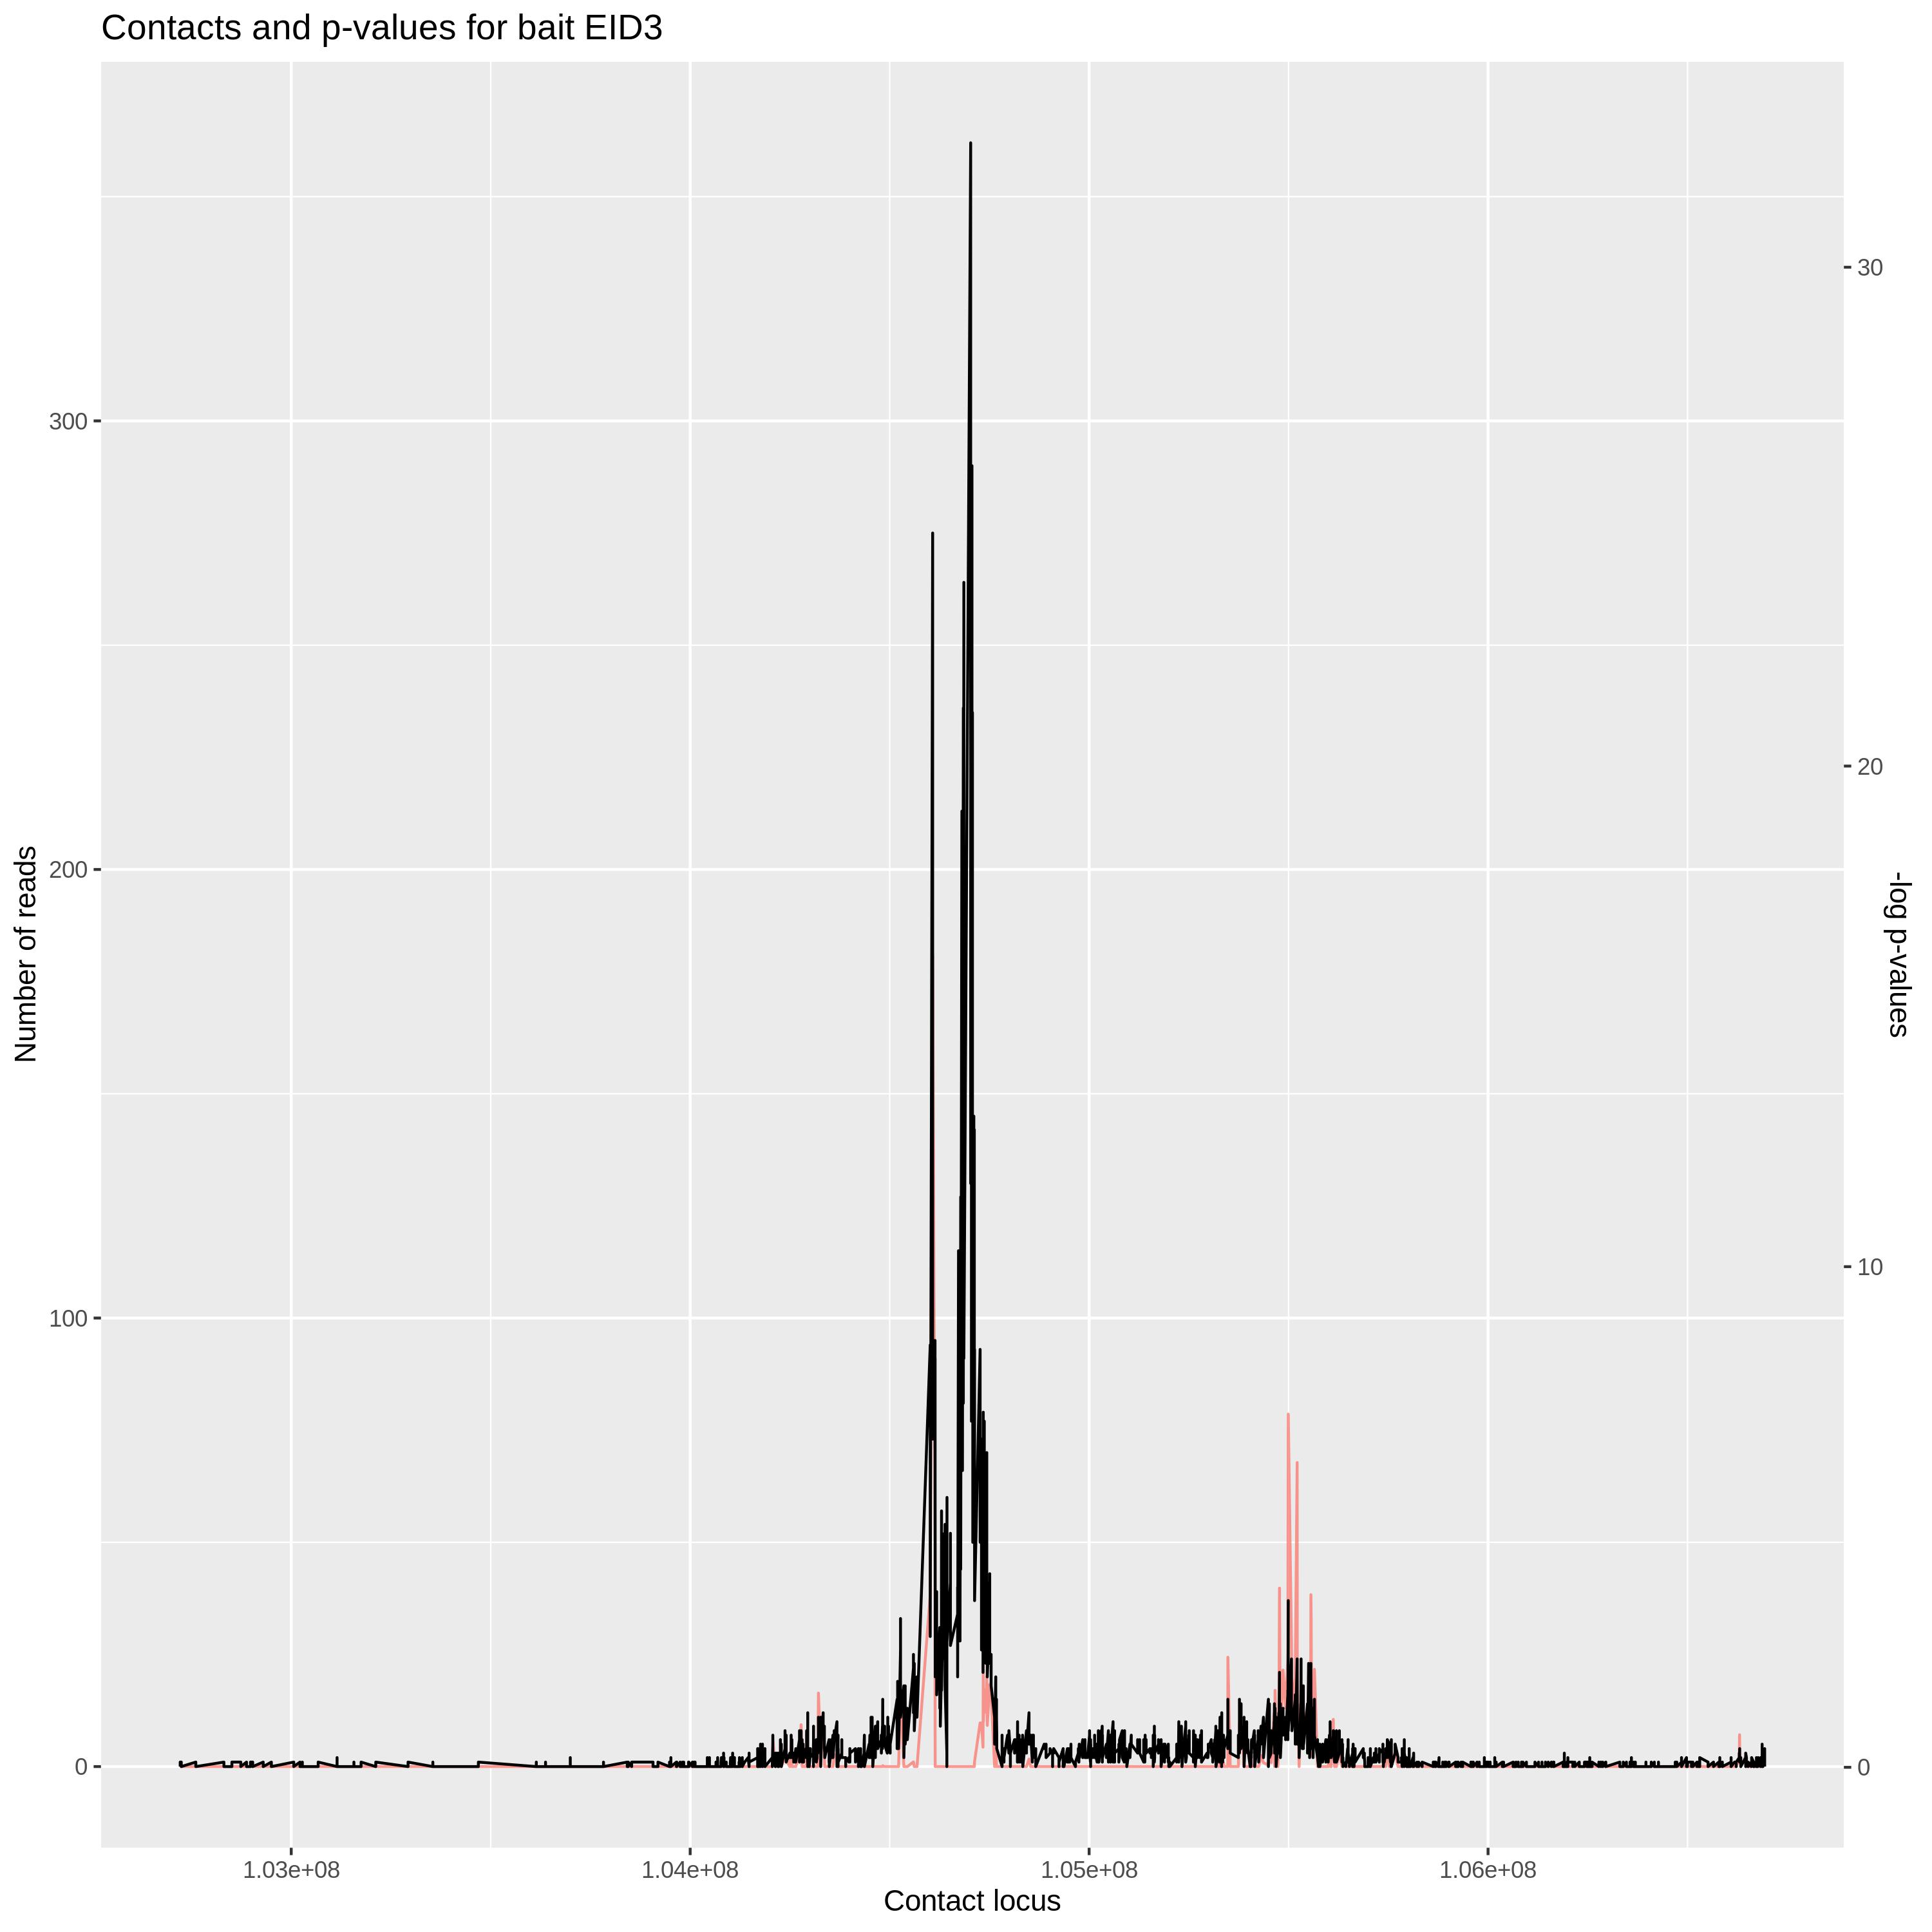 Contacts and p-values for bait EID3
300
200
100
0
30
20
10
0
Number of reads
-log p-values
1.03e+08
1.04e+08
1.05e+08
1.06e+08
Contact locus